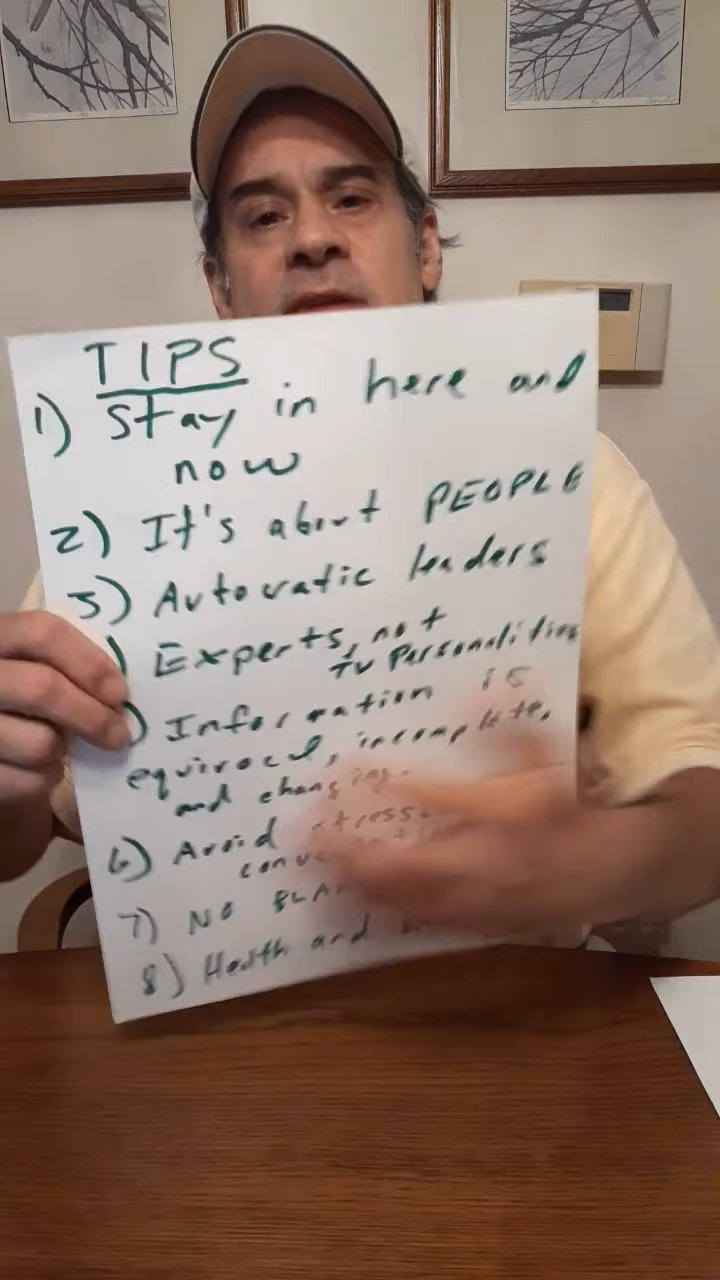 TIPS
1) Stay in here and
now
2) It's about PEOPLE
3) Autocratic leaders
) Experts, not
TV Personalities
) Information is
equivocal, incomplete,
and changing.
6) Avoid
7) NO
8) Health and